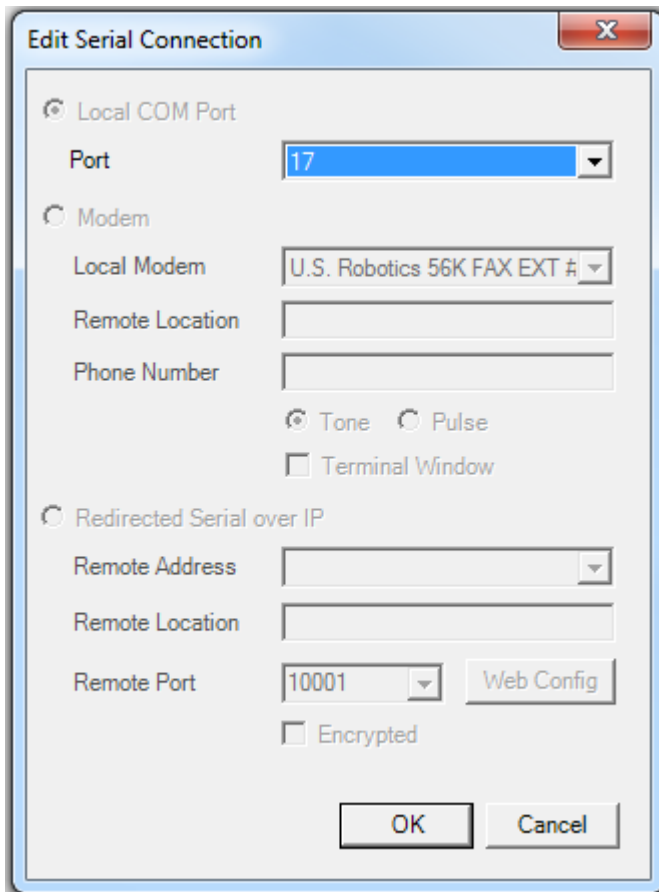 Edit Serial Connection
Local COM Port
Port 17
Modem
Local Modem U.S. Robotics 56K FAX EXT #
Remote Location
Phone Number
Tone Pulse
Terminal Window
Redirected Serial over IP
Remote Address
Remote Location
Remote Port 10001 Web Config
Encrypted
OK Cancel